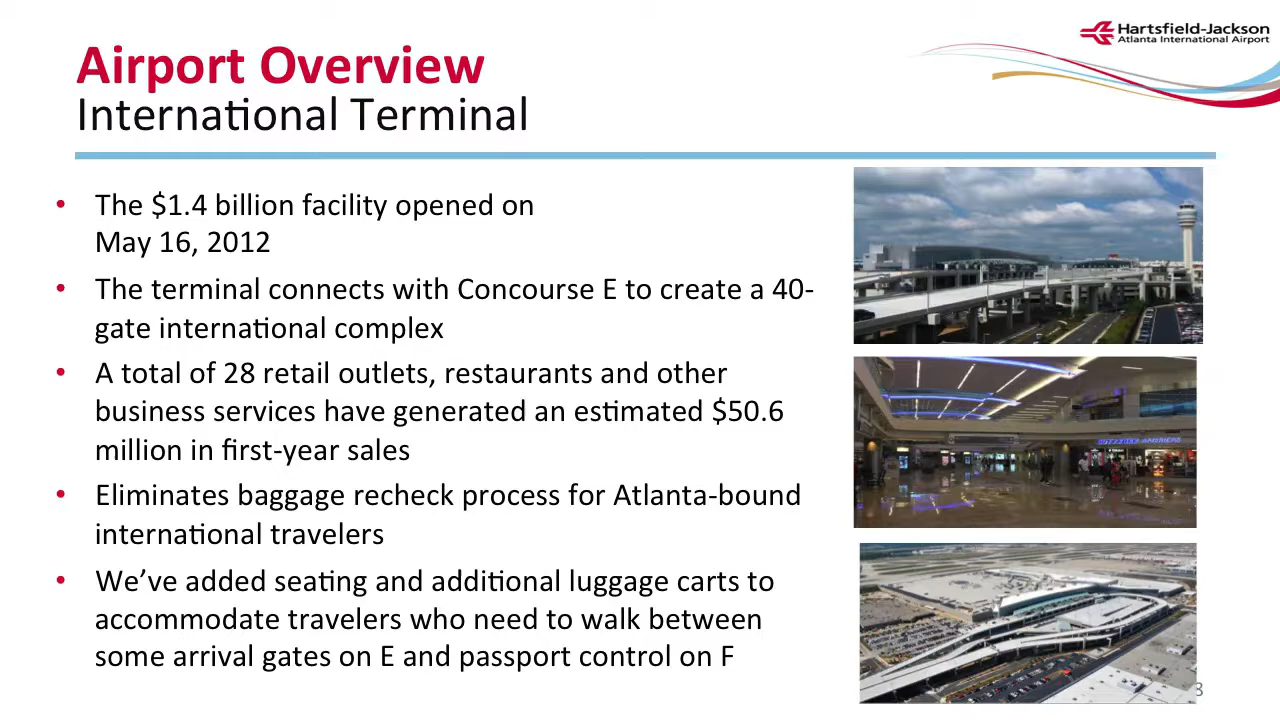 Hartsfield-Jackson
Atlanta International Airport
Airport Overview
International Terminal
• The $1.4 billion facility opened on
May 16, 2012
• The terminal connects with Concourse E to create a 40-
gate international complex
• A total of 28 retail outlets, restaurants and other
business services have generated an estimated $50.6
million in first-year sales
• Eliminates baggage recheck process for Atlanta-bound
international travelers
• We’ve added seating and additional luggage carts to
accommodate travelers who need to walk between
some arrival gates on E and passport control on F